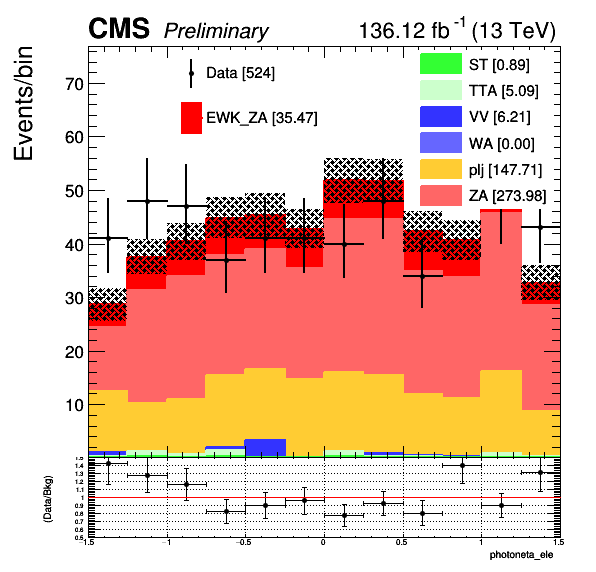 CMS Preliminary 136.12 fb⁻¹ (13 TeV)
Events/bin
70
60
50
40
30
20
10
Data [524]
EWK_ZA [35.47]
ST [0.89]
TTA [5.09]
VV [6.21]
WA [0.00]
plj [147.71]
ZA [273.98]
(Data/Bkg)
1.5
1.4
1.3
1.2
1.1
1
0.9
0.8
0.7
0.6
0.5
1.5 −1 −0.5 0 0.5 1 1.5
photoneta_ele